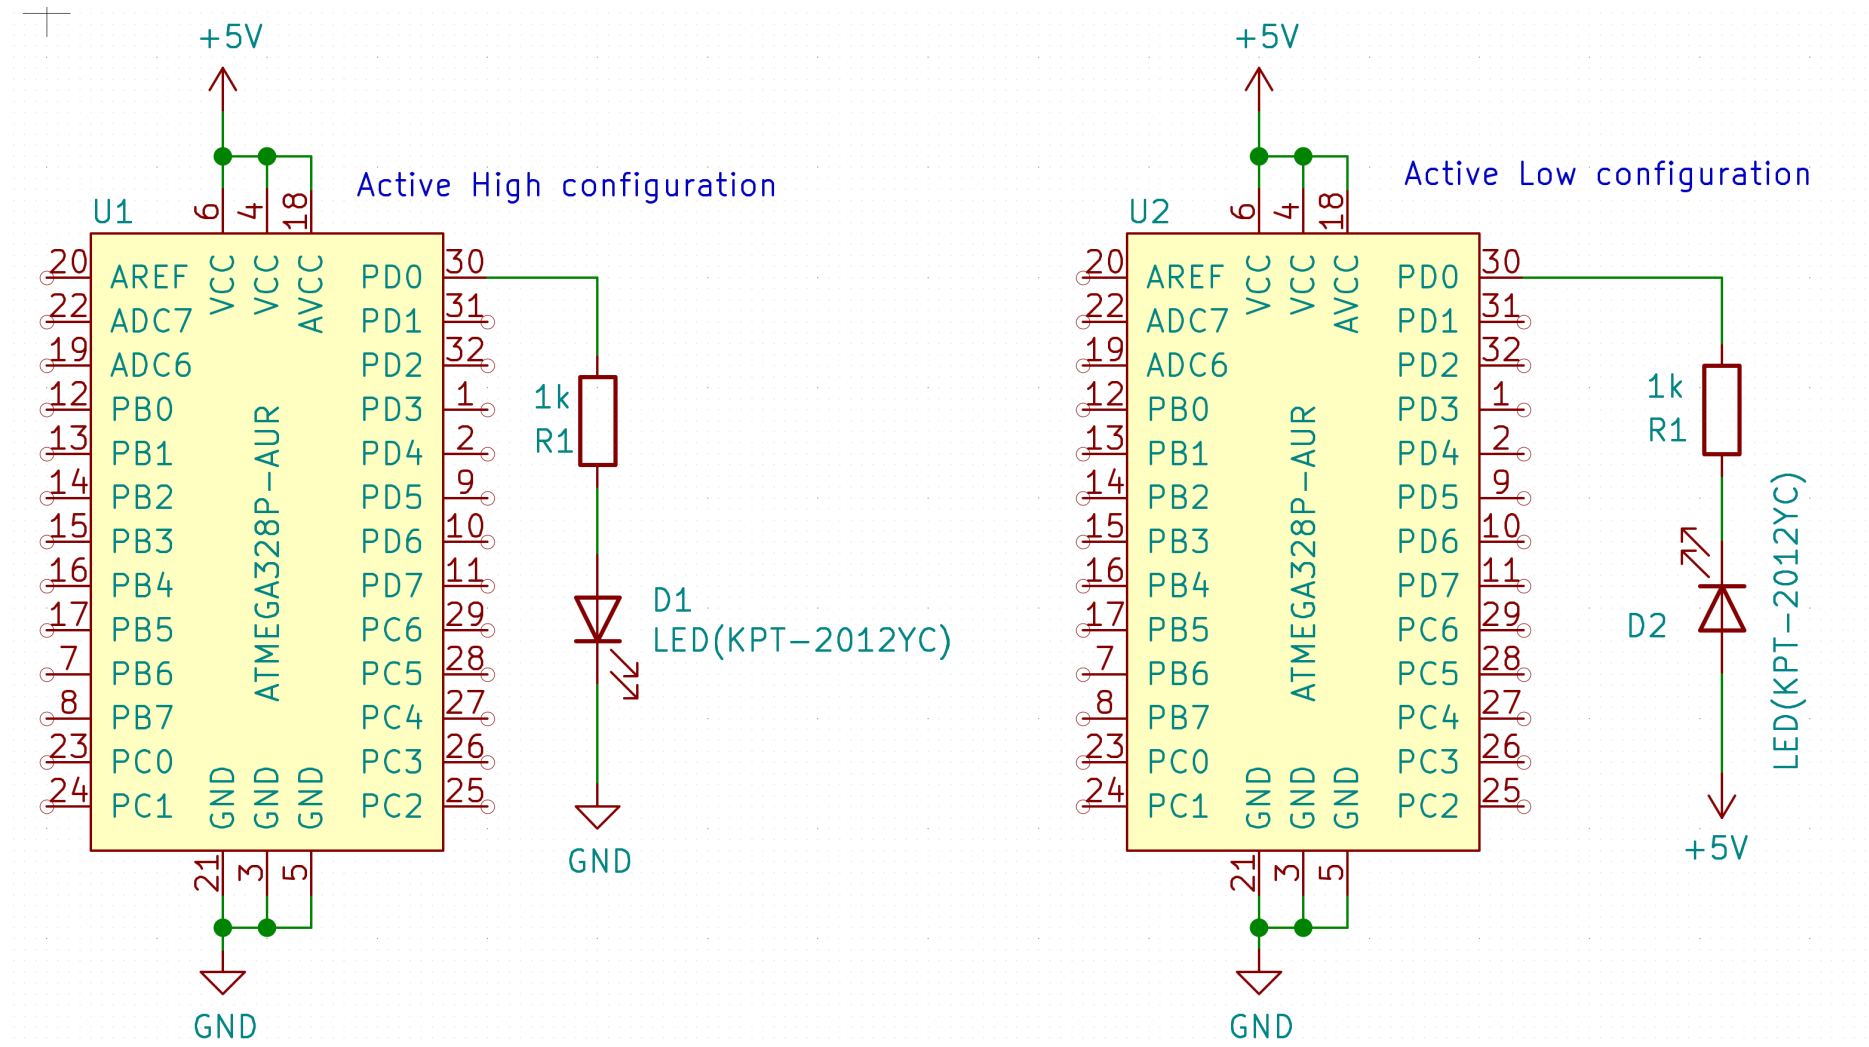 +5V
Active High configuration
U1
6
4
18
20
AREF
VCC
VCC
AVCC
PD0
30
22
ADC7
PD1
31
19
ADC6
PD2
32
12
PB0
PD3
1
13
PB1
PD4
2
14
PB2
PD5
9
15
PB3
PD6
10
16
PB4
PD7
11
17
PB5
PC6
29
7
PB6
PC5
28
8
PB7
PC4
27
23
PC0
PC3
26
24
PC1
PC2
25
ATMEGA328P-AUR
GND
GND
GND
21
3
5
GND
1k
R1
D1
LED(KPT-2012YC)
GND
+5V
Active Low configuration
U2
6
4
18
20
AREF
VCC
VCC
AVCC
PD0
30
22
ADC7
PD1
31
19
ADC6
PD2
32
12
PB0
PD3
1
13
PB1
PD4
2
14
PB2
PD5
9
15
PB3
PD6
10
16
PB4
PD7
11
17
PB5
PC6
29
7
PB6
PC5
28
8
PB7
PC4
27
23
PC0
PC3
26
24
PC1
PC2
25
ATMEGA328P-AUR
GND
GND
GND
21
3
5
GND
1k
R1
D2
LED(KPT-2012YC)
+5V